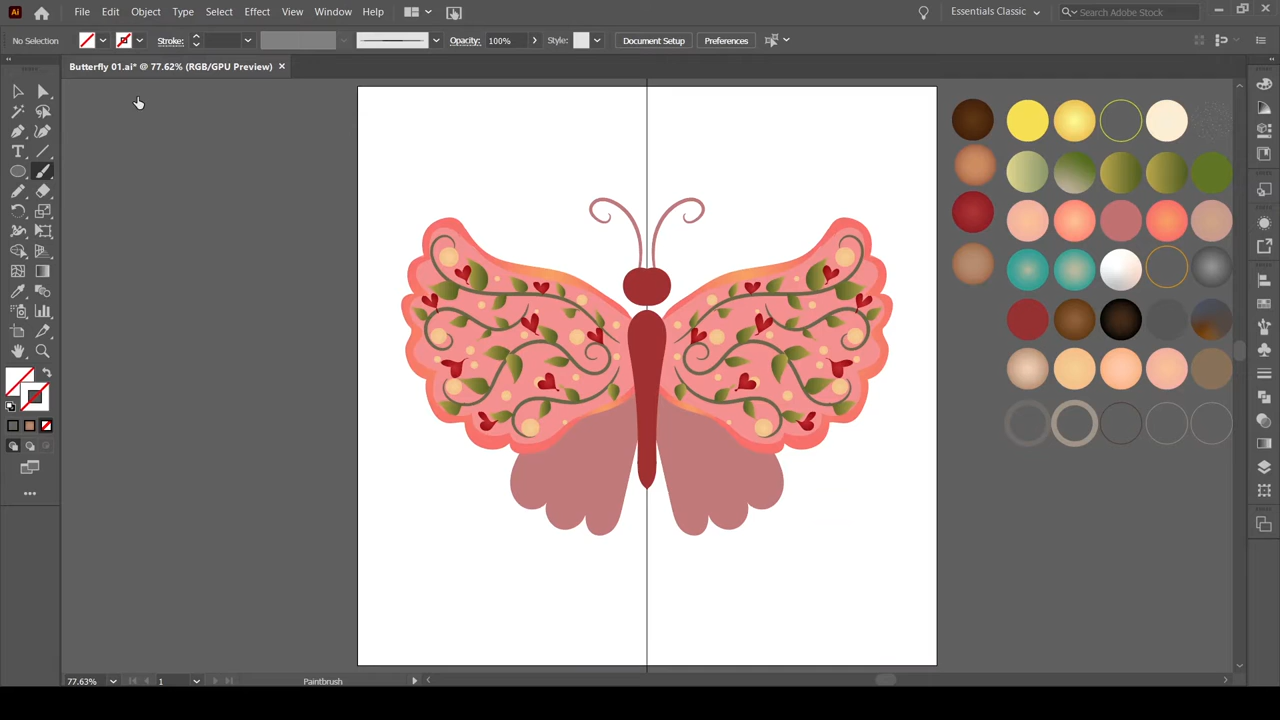 Ai File Edit Object Type Select Effect View Window Help Essentials Classic Search Adobe Stock
No Selection Stroke: Opacity: 100% Style: Document Setup Preferences
Butterfly 01.ai* @ 77.62% (RGB/GPU Preview) ×
T
77.63% 1 Paintbrush